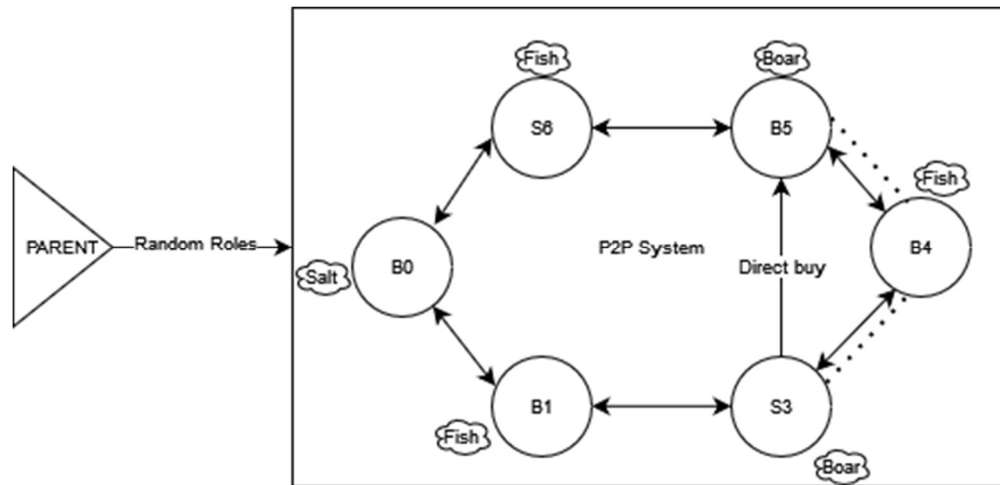 Fish
Boar
S6
B5
Fish
PARENT
Random Roles
P2P System
B4
B0
Salt
Direct buy
B1
S3
Fish
Boar